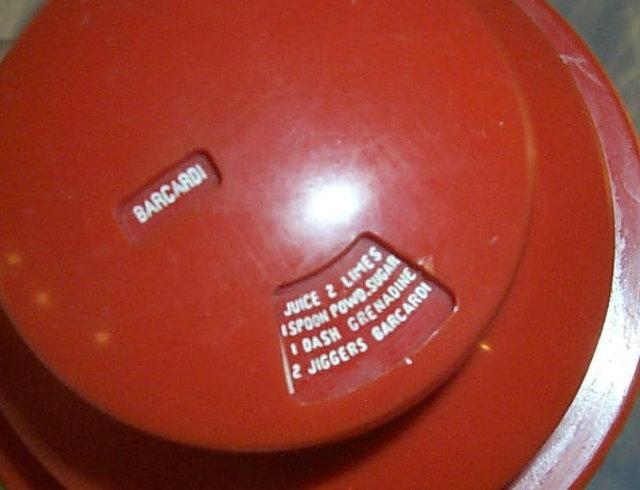 BARCARDI
JUICE 2 LIMES
1 SPOON POWD. SUGAR
1 DASH GRENADINE
2 JIGGERS BARCARDI